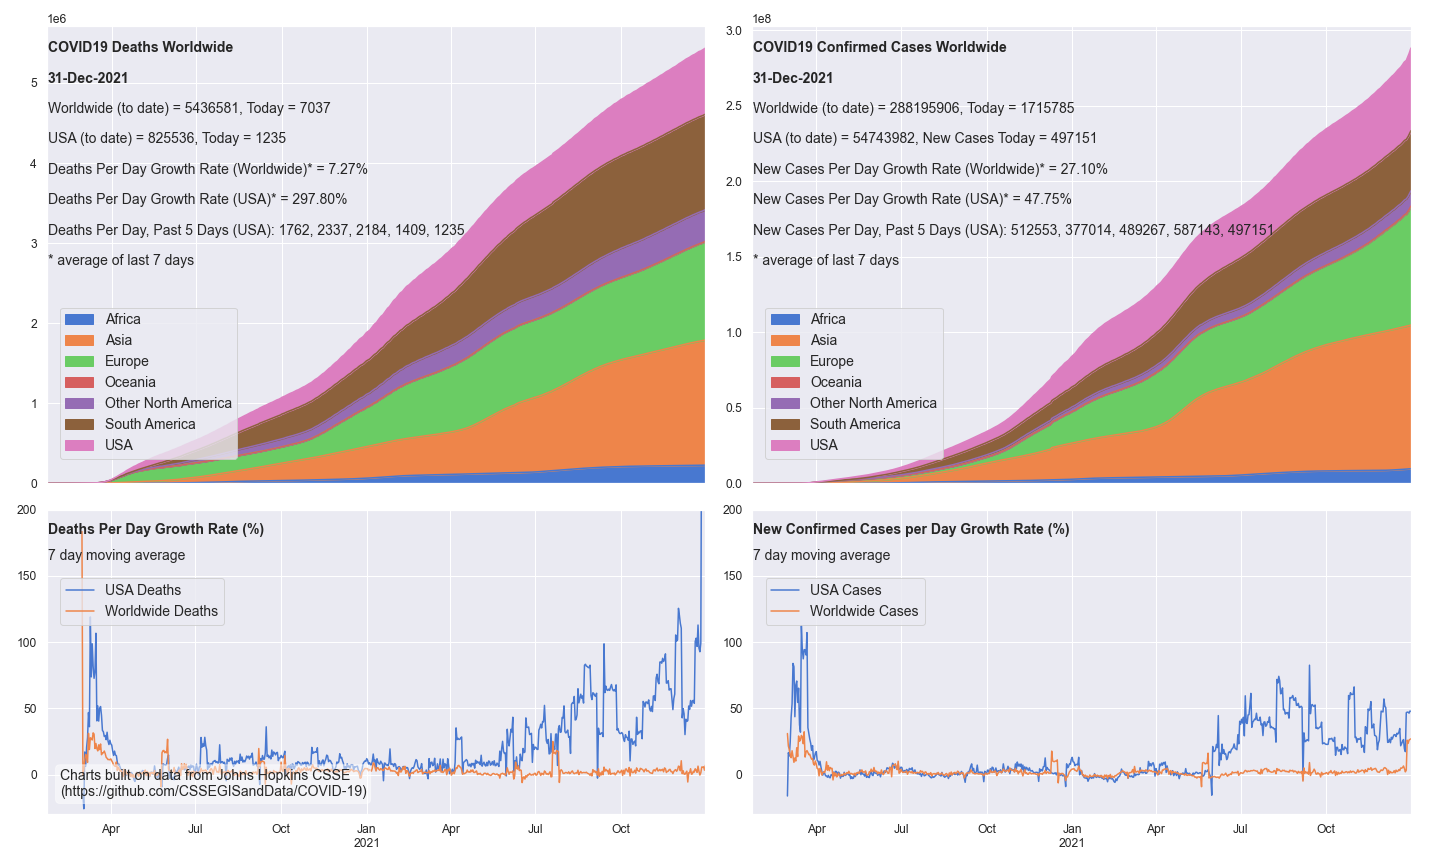 1e6
COVID19 Deaths Worldwide
31-Dec-2021
Worldwide (to date) = 5436581, Today = 7037
USA (to date) = 825536, Today = 1235
Deaths Per Day Growth Rate (Worldwide)* = 7.27%
Deaths Per Day Growth Rate (USA)* = 297.80%
Deaths Per Day, Past 5 Days (USA): 1762, 2337, 2184, 1409, 1235
* average of last 7 days
5
4
3
2
1
0
Africa
Asia
Europe
Oceania
Other North America
South America
USA
1e8
COVID19 Confirmed Cases Worldwide
31-Dec-2021
Worldwide (to date) = 288195906, Today = 1715785
USA (to date) = 54743982, New Cases Today = 497151
New Cases Per Day Growth Rate (Worldwide)* = 27.10%
New Cases Per Day Growth Rate (USA)* = 47.75%
New Cases Per Day, Past 5 Days (USA): 512553, 377014, 489267, 587143, 497151
* average of last 7 days
3.0
2.5
2.0
1.5
1.0
0.5
0.0
Africa
Asia
Europe
Oceania
Other North America
South America
USA
Deaths Per Day Growth Rate (%)
7 day moving average
USA Deaths
Worldwide Deaths
200
150
100
50
0
Charts built on data from Johns Hopkins CSSE
(https://github.com/CSSEGISandData/COVID-19)
Apr Jul Oct Jan Apr Jul Oct
2021
New Confirmed Cases per Day Growth Rate (%)
7 day moving average
USA Cases
Worldwide Cases
200
150
100
50
0
Apr Jul Oct Jan Apr Jul Oct
2021